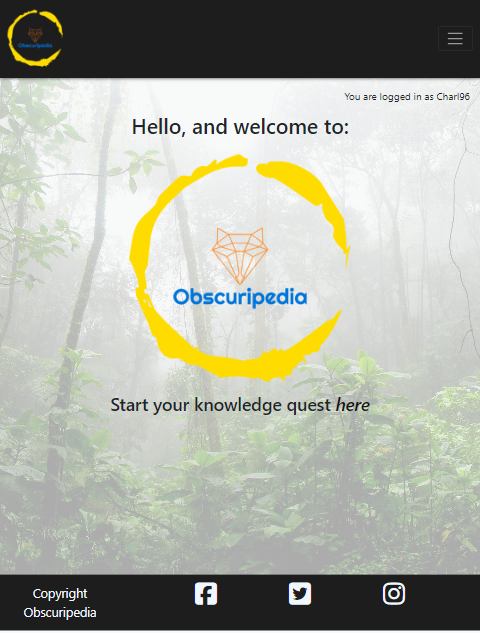 Obscuripedia
You are logged in as Charl96
Hello, and welcome to:
Obscuripedia
Start your knowledge quest here
Copyright
Obscuripedia